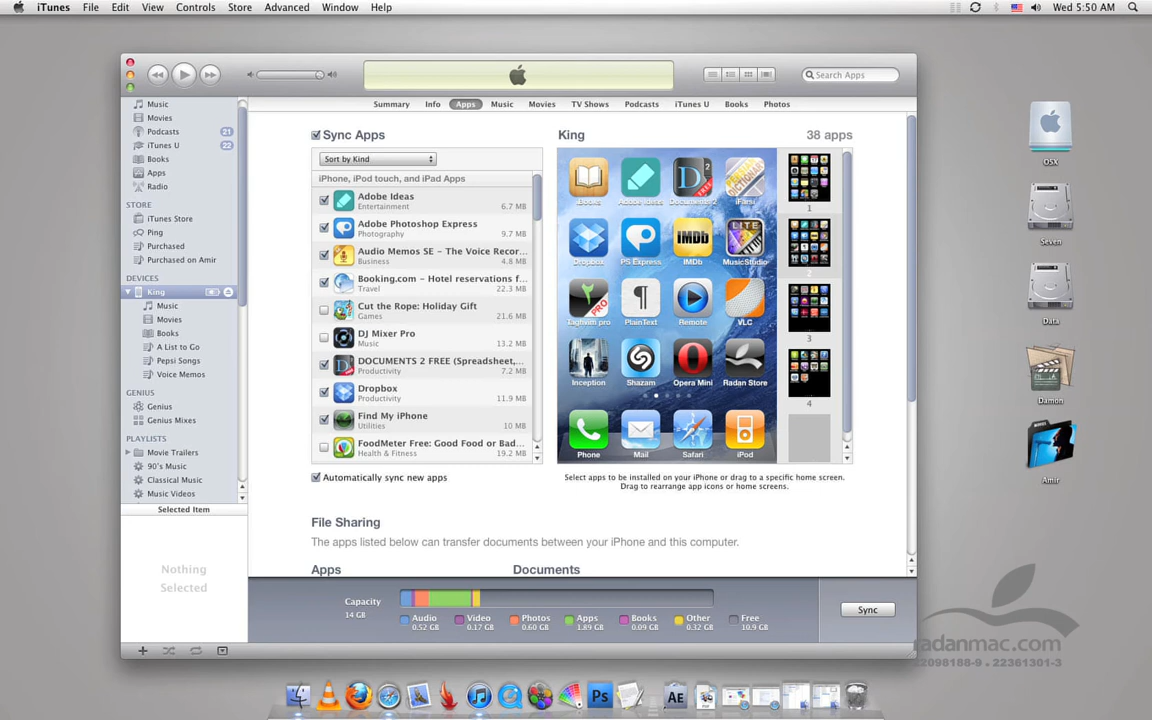 iTunes File Edit View Controls Store Advanced Window Help Wed 5:50 AM
Search Apps
Summary Info Apps Music Movies TV Shows Podcasts iTunes U Books Photos
Music
Movies
Podcasts 21
iTunes U 22
Books
Apps
Radio
STORE
iTunes Store
Ping
Purchased
Purchased on Amir
DEVICES
King
Music
Movies
Books
A List to Go
Pepsi Songs
Voice Memos
GENIUS
Genius
Genius Mixes
PLAYLISTS
Movie Trailers
90's Music
Classical Music
Music Videos
Selected Item
Nothing
Selected
Sync Apps
Sort by Kind
iPhone, iPod touch, and iPad Apps
Adobe Ideas
Entertainment 6.7 MB
Adobe Photoshop Express
Photography 9.7 MB
Audio Memos SE – The Voice Recor...
Business 4.8 MB
Booking.com – Hotel reservations f...
Travel 22.3 MB
Cut the Rope: Holiday Gift
Games 21.6 MB
DJ Mixer Pro
Music 13.2 MB
DOCUMENTS 2 FREE (Spreadsheet,...
Productivity 7.2 MB
Dropbox
Productivity 11.9 MB
Find My iPhone
Utilities 10 MB
FoodMeter Free: Good Food or Bad...
Health & Fitness 19.2 MB
Automatically sync new apps
King 38 apps
iBooks Adobe Ideas Documents2 iFarsi
Dropbox PS Express IMDb MusicStudio
Taghvim pro PlainText Remote VLC
Inception Shazam Opera Mini Radan Store
Phone Mail Safari iPod
1
2
3
4
Select apps to be installed on your iPhone or drag to a specific home screen.
Drag to rearrange app icons or home screens.
File Sharing
The apps listed below can transfer documents between your iPhone and this computer.
Apps Documents
Capacity
14 GB
Audio Video Photos Apps Books Other Free
0.52 GB 0.17 GB 0.60 GB 1.89 GB 0.09 GB 0.32 GB 10.9 GB
Sync
OSX
Seven
Data
Damon
Amir
radanmac.com
22098188-9 . 22361301-3
Ps
AE